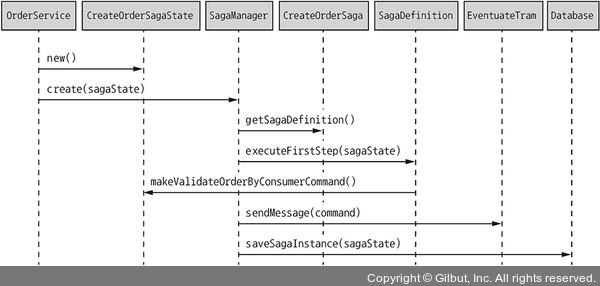 OrderService CreateOrderSagaState SagaManager CreateOrderSaga SagaDefinition EventuateTram Database
new()
create(sagaState)
getSagaDefinition()
executeFirstStep(sagaState)
makeValidateOrderByConsumerCommand()
sendMessage(command)
saveSagaInstance(sagaState)
Copyright © Gilbut, Inc. All rights reserved.